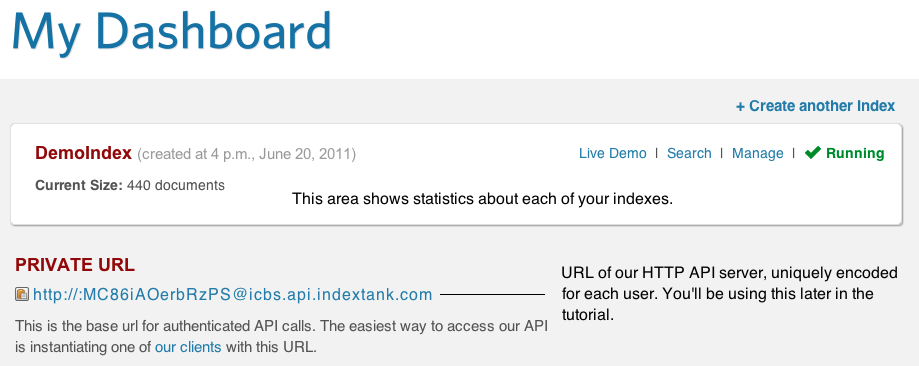 My Dashboard
+ Create another Index
DemoIndex (created at 4 p.m., June 20, 2011)
Live Demo | Search | Manage | Running
Current Size: 440 documents
This area shows statistics about each of your indexes.
PRIVATE URL
http://:MC86iAOerbRzPS@icbs.api.indextank.com
URL of our HTTP API server, uniquely encoded
for each user. You'll be using this later in the
tutorial.
This is the base url for authenticated API calls. The easiest way to access our API
is instantiating one of our clients with this URL.